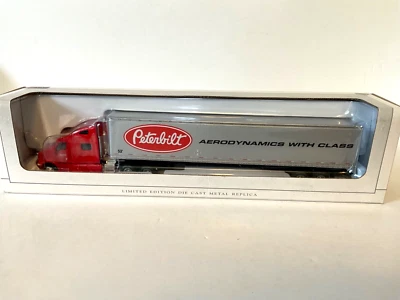 Peterbilt
AERODYNAMICS WITH CLASS
LIMITED EDITION DIE CAST METAL REPLICA